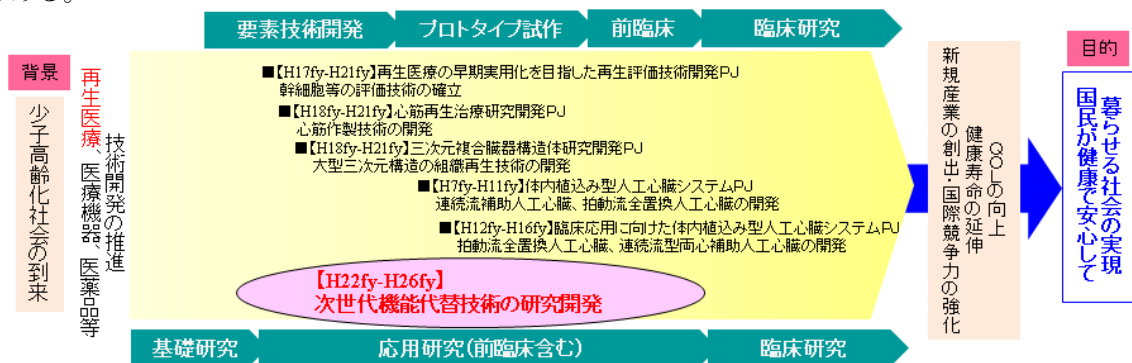 要素技術開発
プロトタイプ試作
前臨床
臨床研究
背景
少子高齢化社会の到来
再生医療、医療機器、医薬品等
技術開発の推進
■【H17fy-H21fy】再生医療の早期実用化を目指した再生評価技術開発PJ
幹細胞等の評価技術の確立
■【H18fy-H21fy】心筋再生治療研究開発PJ
心筋作製技術の開発
■【H18fy-H21fy】三次元複合臓器構造体研究開発PJ
大型三次元構造の組織再生技術の開発
■【H7fy-H11fy】体内植込み型人工心臓システムPJ
連続流補助人工心臓、拍動流全置換人工心臓の開発
■【H12fy-H16fy】臨床応用に向けた体内植込み型人工心臓システムPJ
拍動流全置換人工心臓、連続流型両心補助人工心臓の開発
【H22fy-H26fy】
次世代機能代替技術の研究開発
基礎研究
応用研究(前臨床含む)
臨床研究
QOLの向上
健康寿命の延伸
新規産業の創出・国際競争力の強化
目的
国民が健康で安心して
暮らせる社会の実現